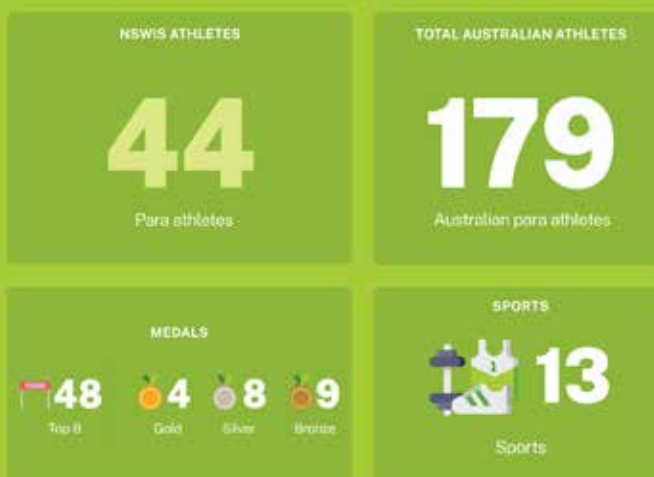 NSWIS ATHLETES
44
Para athletes
TOTAL AUSTRALIAN ATHLETES
179
Australian para athletes
MEDALS
48
Top 8
4
Gold
8
Silver
9
Bronze
SPORTS
1
13
Sports